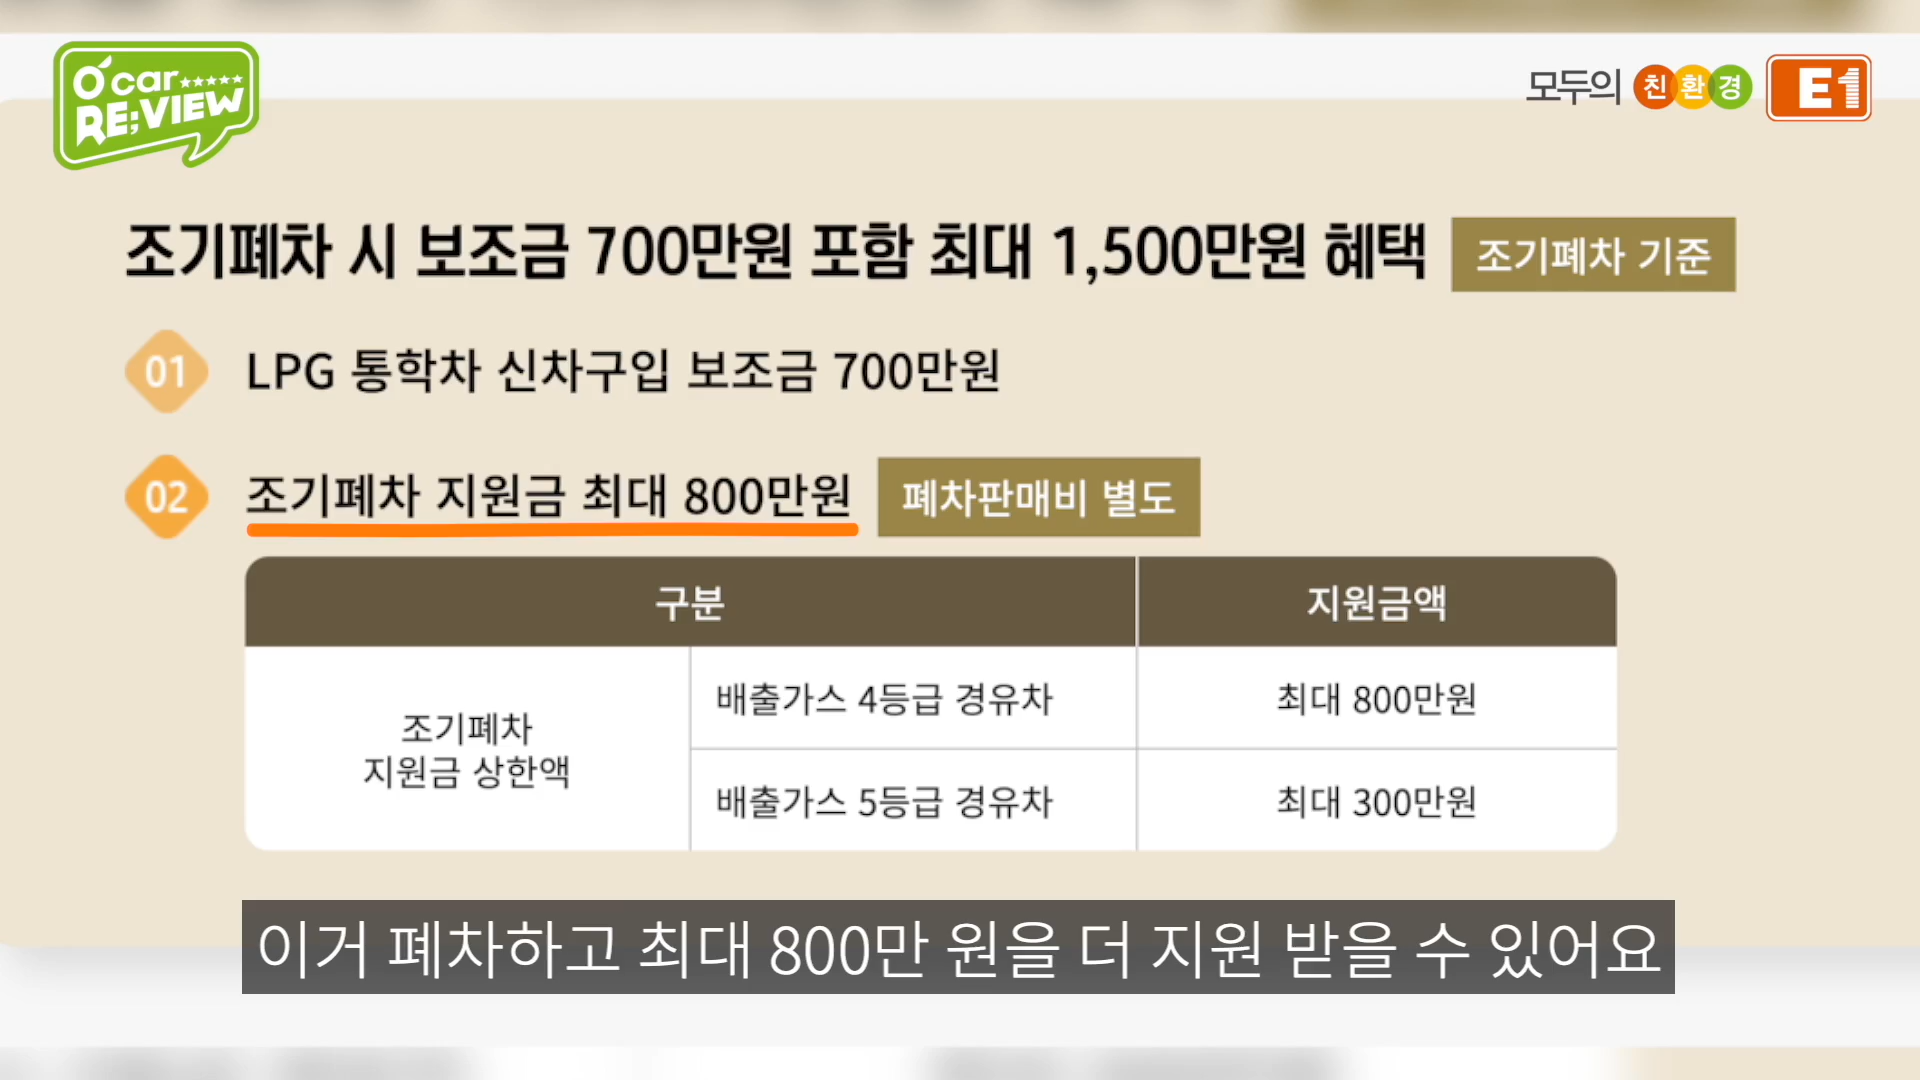 O'car
RE;VIEW
모두의 친환경 E1
조기폐차 시 보조금 700만원 포함 최대 1,500만원 혜택 조기폐차 기준
01 LPG 통학차 신차구입 보조금 700만원
02 조기폐차 지원금 최대 800만원 폐차판매비 별도
구분 지원금액
조기폐차
지원금 상한액
배출가스 4등급 경유차 최대 800만원
배출가스 5등급 경유차 최대 300만원
이거 폐차하고 최대 800만 원을 더 지원 받을 수 있어요